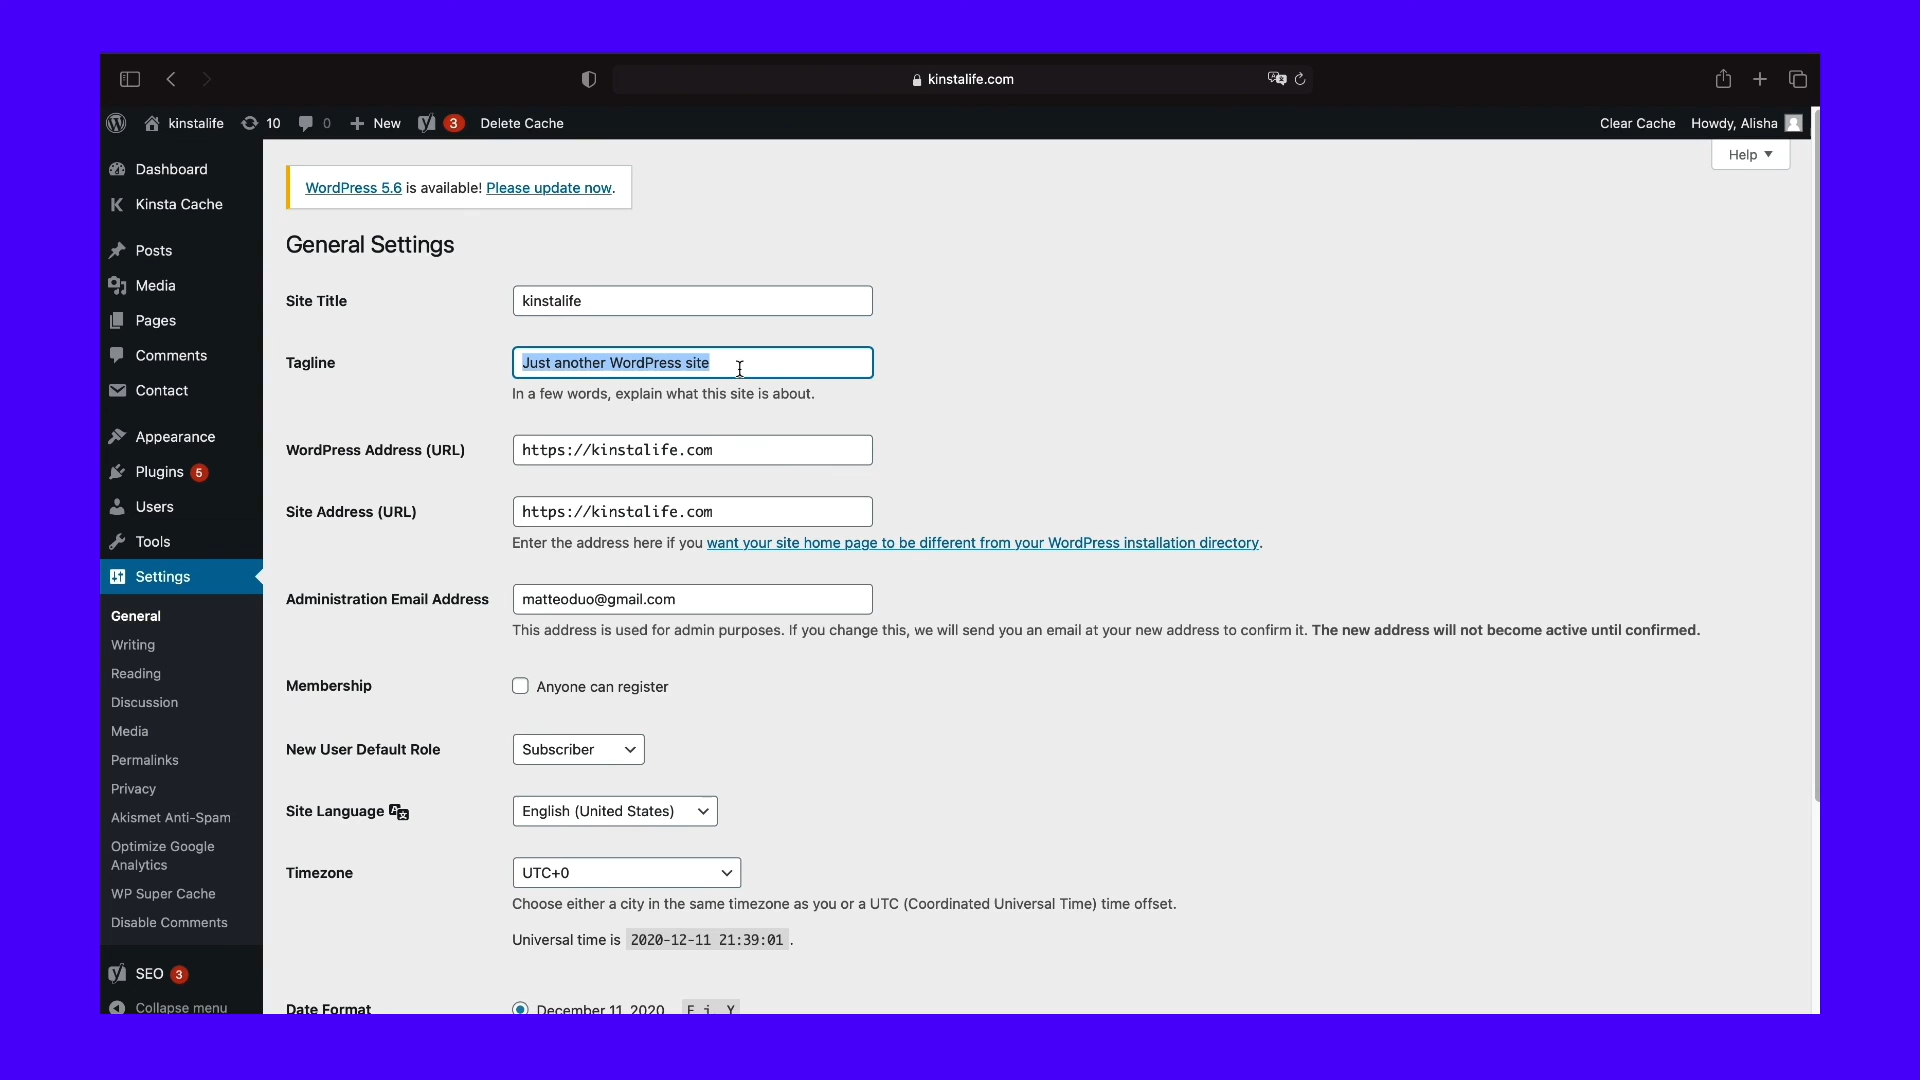 kinstalife.com
kinstalife 10 0 New 3 Delete Cache Clear Cache Howdy, Alisha
Help
Dashboard
Kinsta Cache
Posts
Media
Pages
Comments
Contact
Appearance
Plugins 5
Users
Tools
Settings
General
Writing
Reading
Discussion
Media
Permalinks
Privacy
Akismet Anti-Spam
Optimize Google
Analytics
WP Super Cache
Disable Comments
SEO 3
Collapse menu
WordPress 5.6 is available! Please update now.
General Settings
Site Title kinstalife
Tagline Just another WordPress site
In a few words, explain what this site is about.
WordPress Address (URL) https://kinstalife.com
Site Address (URL) https://kinstalife.com
Enter the address here if you want your site home page to be different from your WordPress installation directory.
Administration Email Address matteoduo@gmail.com
This address is used for admin purposes. If you change this, we will send you an email at your new address to confirm it. The new address will not become active until confirmed.
Membership Anyone can register
New User Default Role Subscriber
Site Language English (United States)
Timezone UTC+0
Choose either a city in the same timezone as you or a UTC (Coordinated Universal Time) time offset.
Universal time is 2020-12-11 21:39:01 .
Date Format December 11, 2020 F j, Y